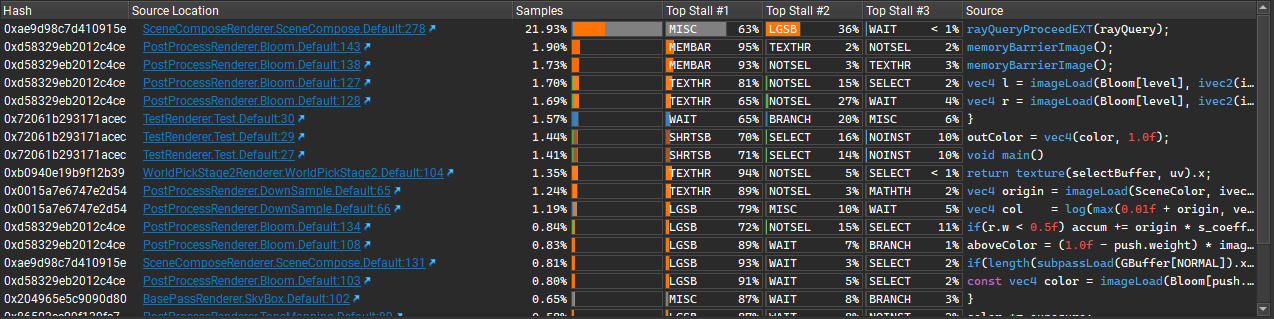 Hash Source Location Samples Top Stall #1 Top Stall #2 Top Stall #3 Source
0xae9d98c7d410915e SceneComposeRenderer.SceneCompose.Default:278 21.93% MISC 63% LGSB 36% WAIT < 1% rayQueryProceedEXT(rayQuery);
0xd58329eb2012c4ce PostProcessRenderer.Bloom.Default:143 1.90% MEMBAR 95% TEXTHR 2% NOTSEL 2% memoryBarrierImage();
0xd58329eb2012c4ce PostProcessRenderer.Bloom.Default:138 1.73% MEMBAR 93% NOTSEL 3% TEXTHR 3% memoryBarrierImage();
0xd58329eb2012c4ce PostProcessRenderer.Bloom.Default:127 1.70% TEXTHR 81% NOTSEL 15% SELECT 2% vec4 l = imageLoad(Bloom[level], ivec2(i…
0xd58329eb2012c4ce PostProcessRenderer.Bloom.Default:128 1.69% TEXTHR 65% NOTSEL 27% WAIT 4% vec4 r = imageLoad(Bloom[level], ivec2(i…
0x72061b293171acec TestRenderer.Test.Default:30 1.57% WAIT 65% BRANCH 20% MISC 6% }
0x72061b293171acec TestRenderer.Test.Default:29 1.44% SHRTSB 70% SELECT 16% NOINST 10% outColor = vec4(color, 1.0f);
0x72061b293171acec TestRenderer.Test.Default:27 1.41% SHRTSB 71% SELECT 14% NOINST 10% void main()
0xb0940e19b9f12b39 WorldPickStage2Renderer.WorldPickStage2.Default:104 1.35% TEXTHR 94% NOTSEL 5% SELECT < 1% return texture(selectBuffer, uv).x;
0x0015a7e6747e2d54 PostProcessRenderer.DownSample.Default:65 1.24% TEXTHR 89% NOTSEL 3% MATHTH 2% vec4 origin = imageLoad(SceneColor, ivec…
0x0015a7e6747e2d54 PostProcessRenderer.DownSample.Default:66 1.19% LGSB 79% MISC 10% WAIT 5% vec4 col = log(max(0.01f + origin, ve…
0xd58329eb2012c4ce PostProcessRenderer.Bloom.Default:134 0.84% LGSB 72% NOTSEL 15% SELECT 11% if(r.w < 0.5f) accum += origin * s_coeff…
0xd58329eb2012c4ce PostProcessRenderer.Bloom.Default:108 0.83% LGSB 89% WAIT 7% BRANCH 1% aboveColor = (1.0f - push.weight) * imag…
0xae9d98c7d410915e SceneComposeRenderer.SceneCompose.Default:131 0.81% LGSB 93% WAIT 3% SELECT 2% if(length(subpassLoad(GBuffer[NORMAL]).x…
0xd58329eb2012c4ce PostProcessRenderer.Bloom.Default:103 0.80% LGSB 91% WAIT 5% SELECT 2% const vec4 color = imageLoad(Bloom[push.…
0x204965e5c9090d80 BasePassRenderer.SkyBox.Default:102 0.65% MISC 87% WAIT 8% BRANCH 3% }